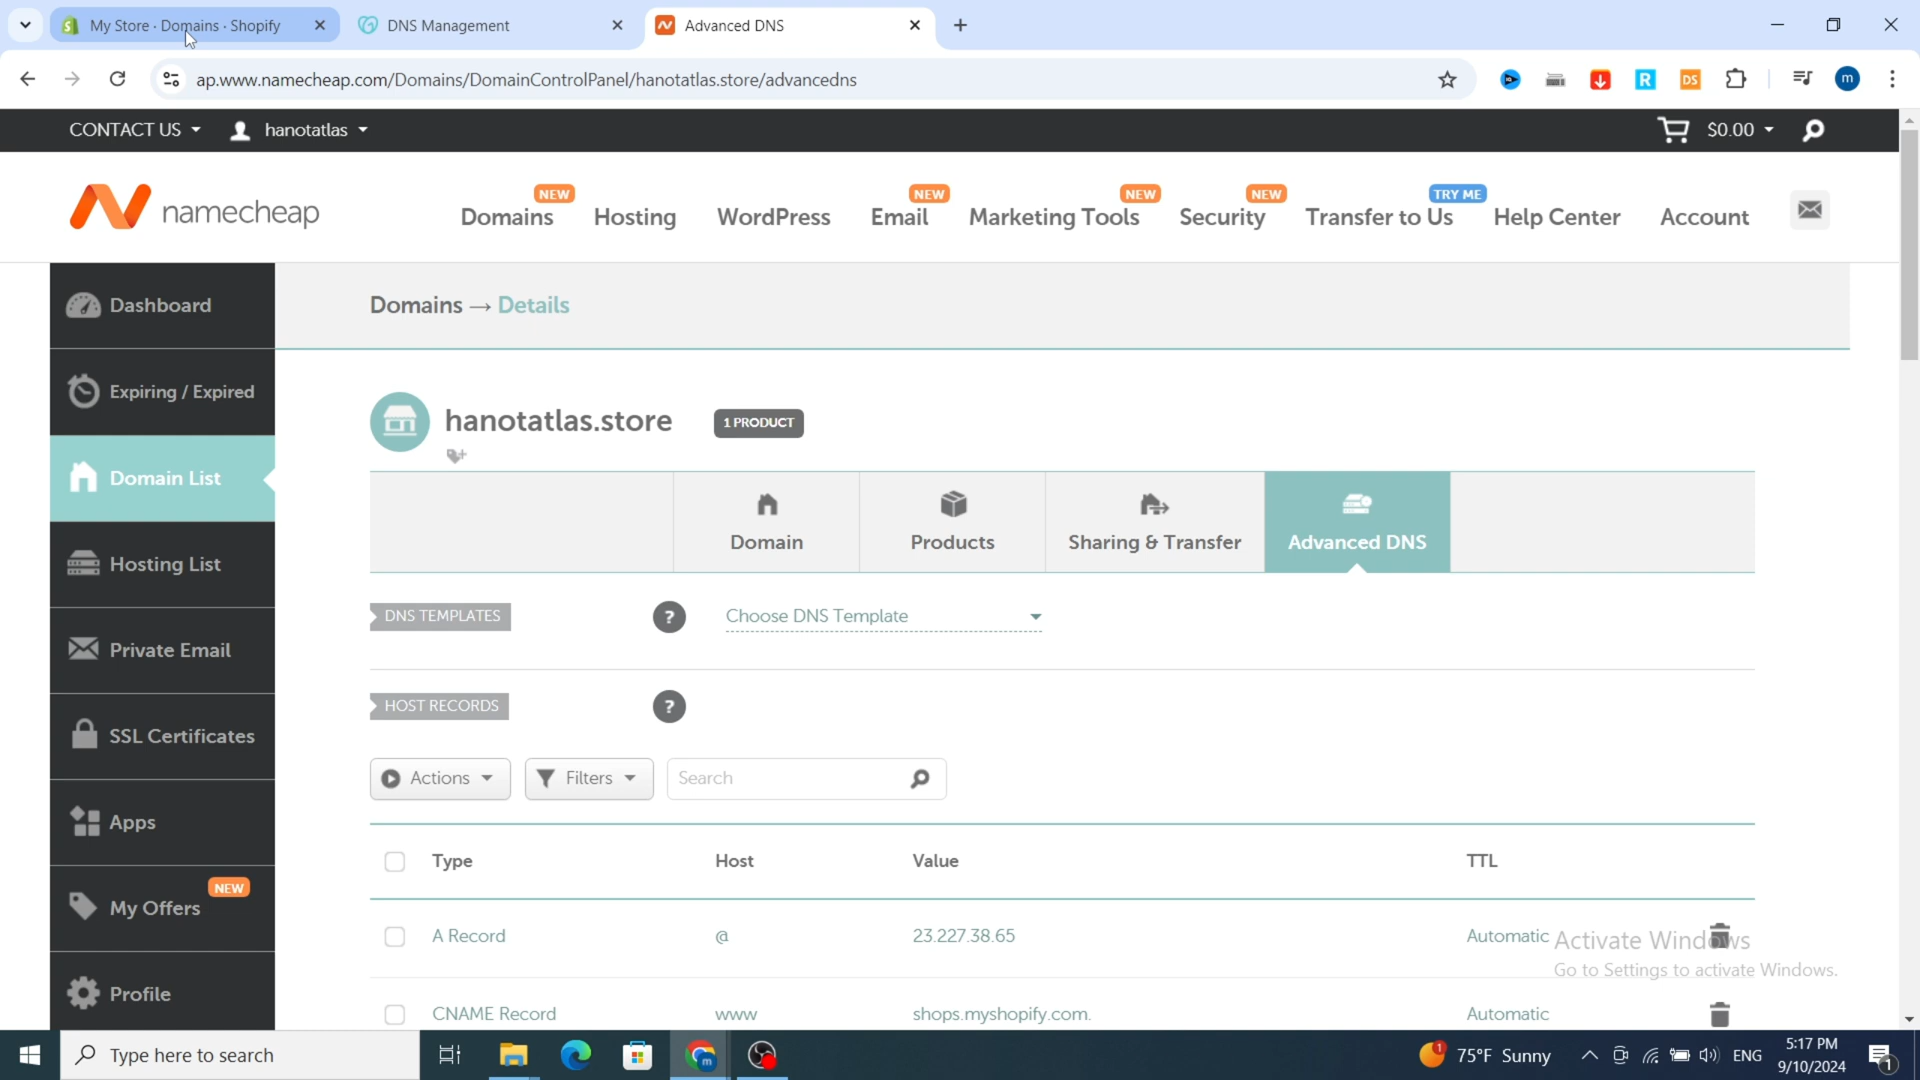 My Store · Domains · Shopify
DNS Management
Advanced DNS
ap.www.namecheap.com/Domains/DomainControlPanel/hanotatlas.store/advancedns
R
DS
m
CONTACT US
hanotatlas
$0.00
namecheap
NEW
Domains
Hosting
WordPress
NEW
Email
NEW
Marketing Tools
NEW
Security
TRY ME
Transfer to Us
Help Center
Account
Dashboard
Expiring / Expired
Domain List
Hosting List
Private Email
SSL Certificates
Apps
NEW
My Offers
Profile
Domains → Details
hanotatlas.store
1 PRODUCT
Domain
Products
Sharing & Transfer
Advanced DNS
DNS TEMPLATES
?
Choose DNS Template
HOST RECORDS
?
Actions
Filters
Search
Type Host Value TTL
A Record @ 23.227.38.65 Automatic
CNAME Record www shops.myshopify.com. Automatic
Activate Windows
Go to Settings to activate Windows.
Type here to search
m
1
75°F Sunny
ENG
5:17 PM
9/10/2024
1